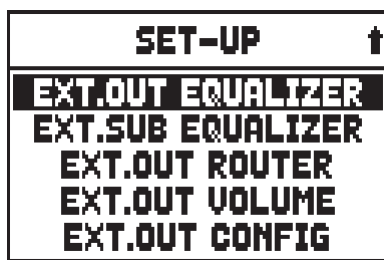 SET-UP
EXT.OUT EQUALIZER
EXT.SUB EQUALIZER
EXT.OUT ROUTER
EXT.OUT VOLUME
EXT.OUT CONFIG